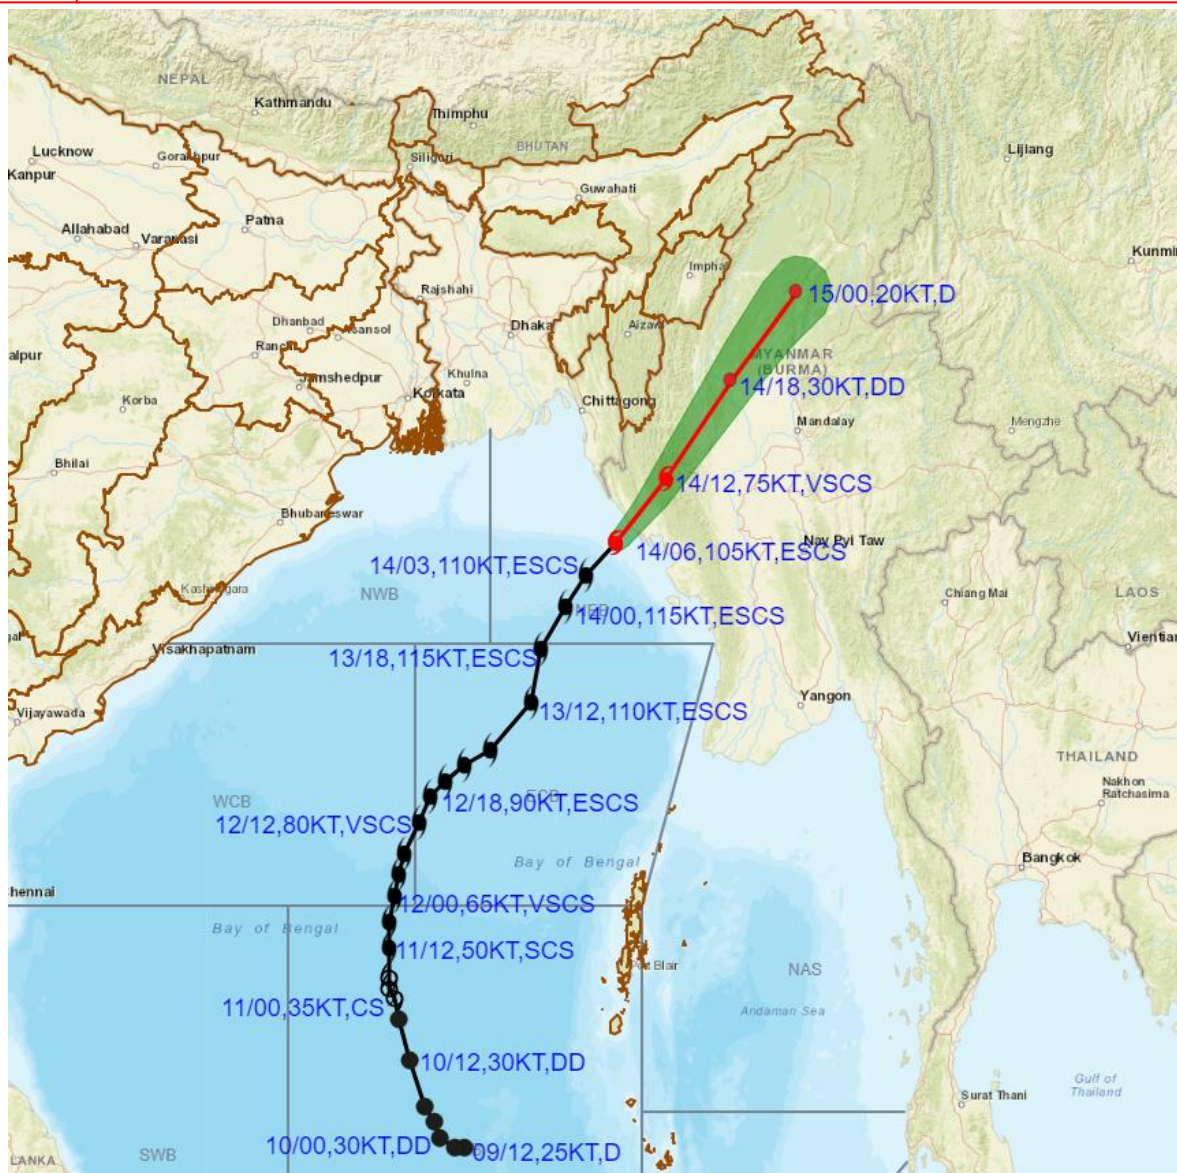 NEPAL
Kathmandu
Thimphu
BHUTAN
Lijiang
Lucknow
Gorakhpur
Siliguri
Kanpur
Guwahati
Patna
Allahabad
Varanasi
Imphal
Kunmi
Rajshahi
15/00,20KT,D
Dhanbad
Asansol
Dhaka
Aizawl
alpur
Ranchi
MYANMAR
(BURMA)
Jamshedpur
Khulna
14/18,30KT,DD
Korba
Kolkata
Chittagong
Mandalay
Mengzhe
Bhilai
14/12,75KT,VSCS
Bhubaneswar
Nay Pyi Taw
14/06,105KT,ESCS
14/03,110KT,ESCS
NWB
NEB
Chiang Mai
LAOS
14/00,115KT,ESCS
Vientian
Visakhapatnam
13/18,115KT,ESCS
Yangon
Vijayawada
13/12,110KT,ESCS
THAILAND
Nakhon
Ratchasima
WCB
ECB
12/18,90KT,ESCS
12/12,80KT,VSCS
Bay of Bengal
Bangkok
hennai
12/00,65KT,VSCS
Bay of Bengal
11/12,50KT,SCS
Port Blair
NAS
11/00,35KT,CS
Andaman Sea
10/12,30KT,DD
Gulf of
Thailand
Surat Thani
10/00,30KT,DD
09/12,25KT,D
LANKA
SWB